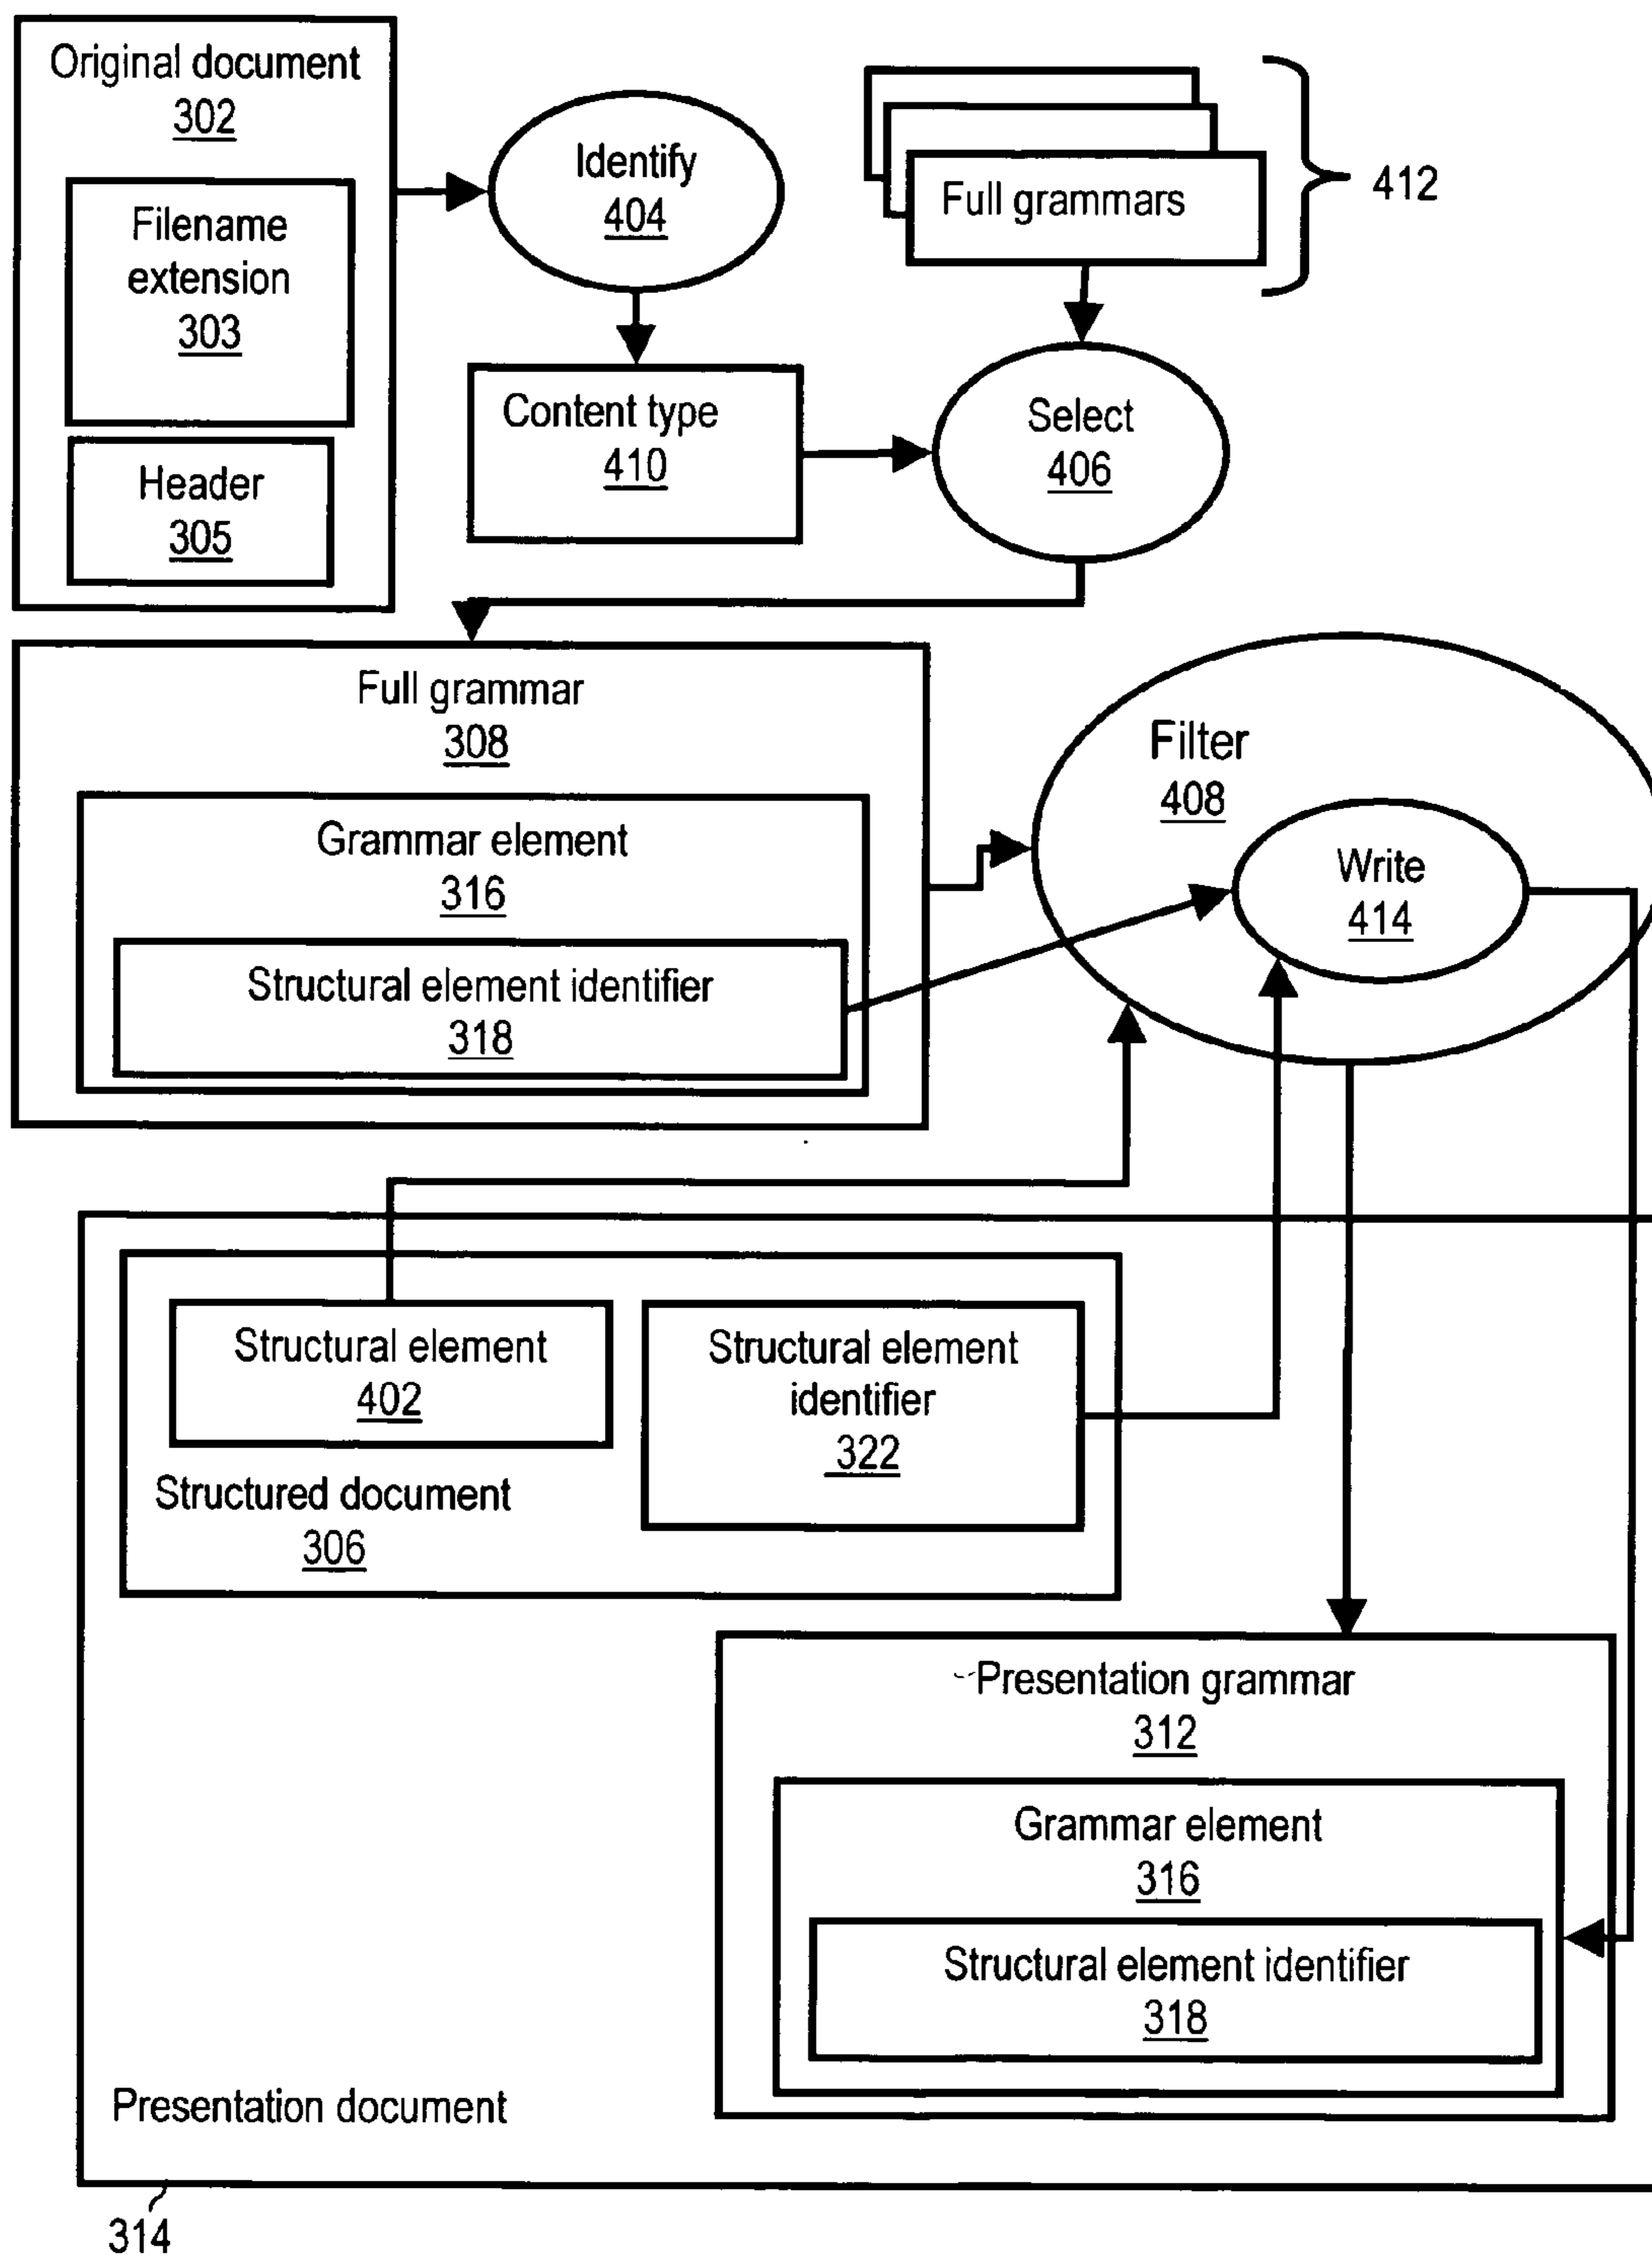 Original document
302
Filename
extension
303
Header
305
Identify
404
Full grammars
412
Content type
410
Select
406
Full grammar
308
Grammar element
316
Structural element identifier
318
Filter
408
Write
414
Structural element
402
Structural element
identifier
322
Structured document
306
Presentation grammar
312
Grammar element
316
Structural element identifier
318
Presentation document
314